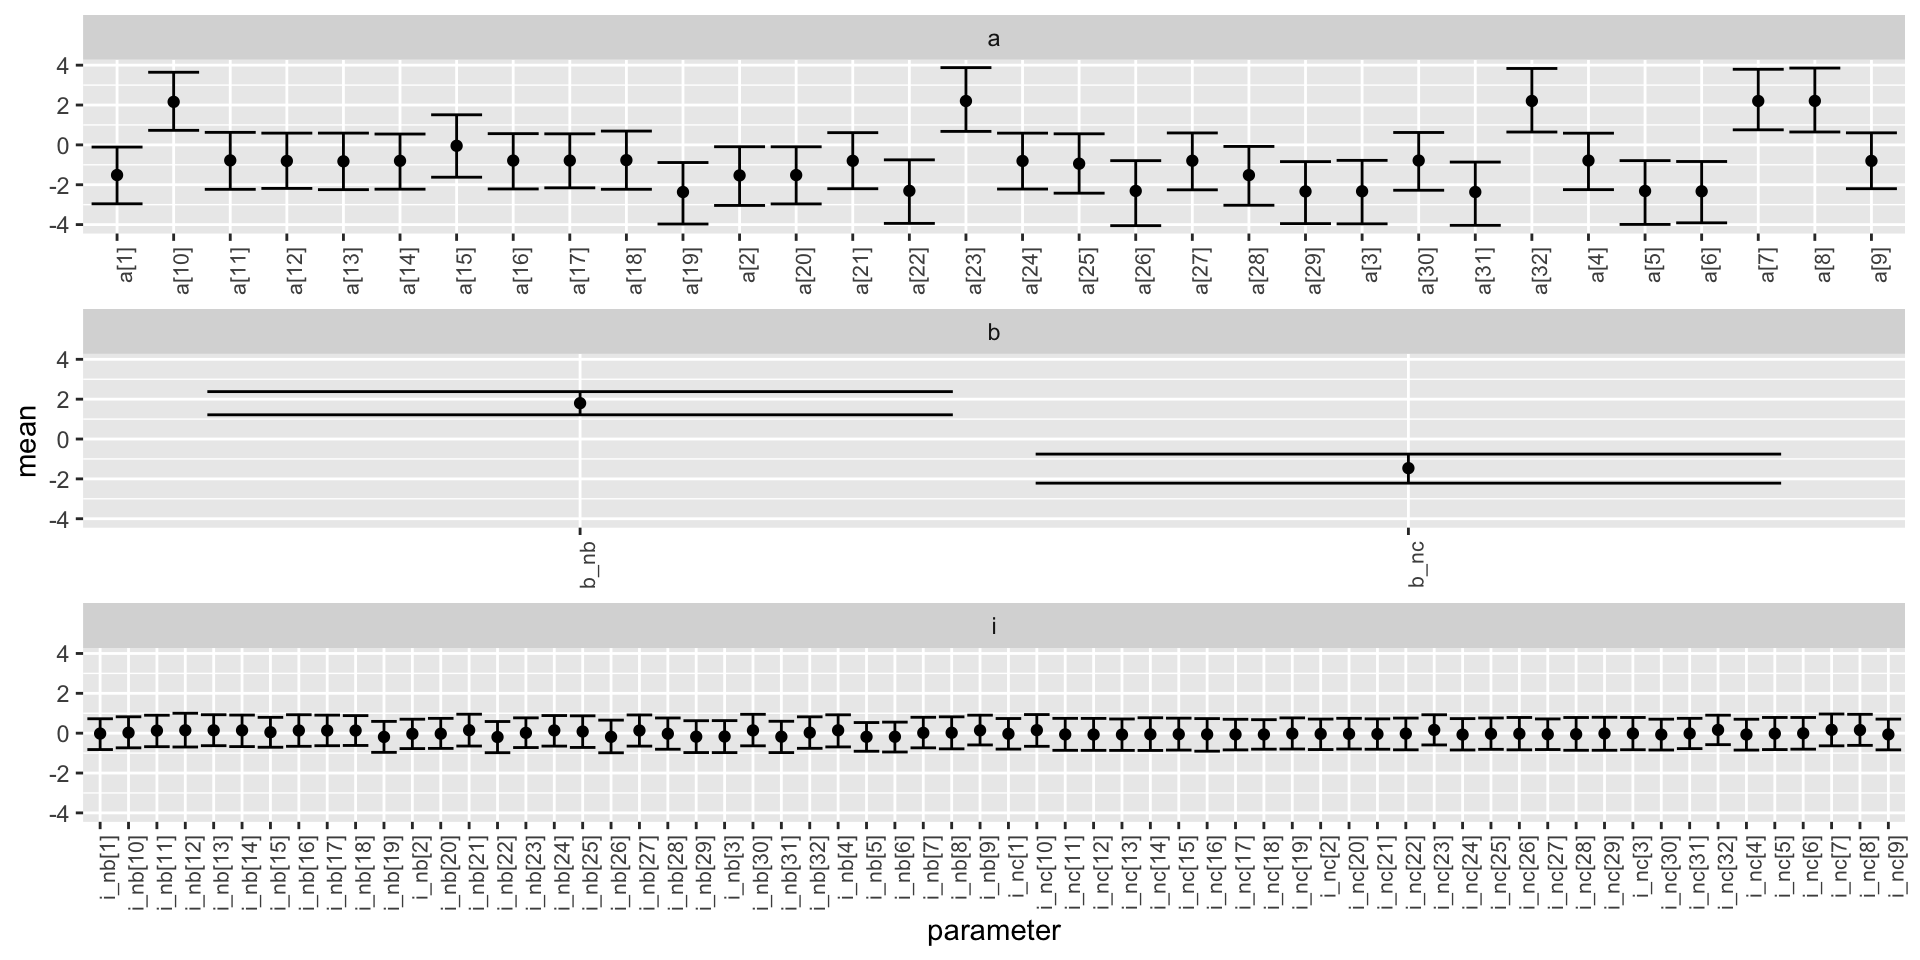 a
4
2
0
-2
-4
a[1] a[10] a[11] a[12] a[13] a[14] a[15] a[16] a[17] a[18] a[19] a[2] a[20] a[21] a[22] a[23] a[24] a[25] a[26] a[27] a[28] a[29] a[3] a[30] a[31] a[32] a[4] a[5] a[6] a[7] a[8] a[9]
b
4
2
0
-2
-4
b_nb b_nc
mean
i
4
2
0
-2
-4
i_nb[1] i_nb[10] i_nb[11] i_nb[12] i_nb[13] i_nb[14] i_nb[15] i_nb[16] i_nb[17] i_nb[18] i_nb[19] i_nb[2] i_nb[20] i_nb[21] i_nb[22] i_nb[23] i_nb[24] i_nb[25] i_nb[26] i_nb[27] i_nb[28] i_nb[29] i_nb[3] i_nb[30] i_nb[31] i_nb[32] i_nb[4] i_nb[5] i_nb[6] i_nb[7] i_nb[8] i_nb[9] i_nc[1] i_nc[10] i_nc[11] i_nc[12] i_nc[13] i_nc[14] i_nc[15] i_nc[16] i_nc[17] i_nc[18] i_nc[19] i_nc[2] i_nc[20] i_nc[21] i_nc[22] i_nc[23] i_nc[24] i_nc[25] i_nc[26] i_nc[27] i_nc[28] i_nc[29] i_nc[3] i_nc[30] i_nc[31] i_nc[32] i_nc[4] i_nc[5] i_nc[6] i_nc[7] i_nc[8] i_nc[9]
parameter